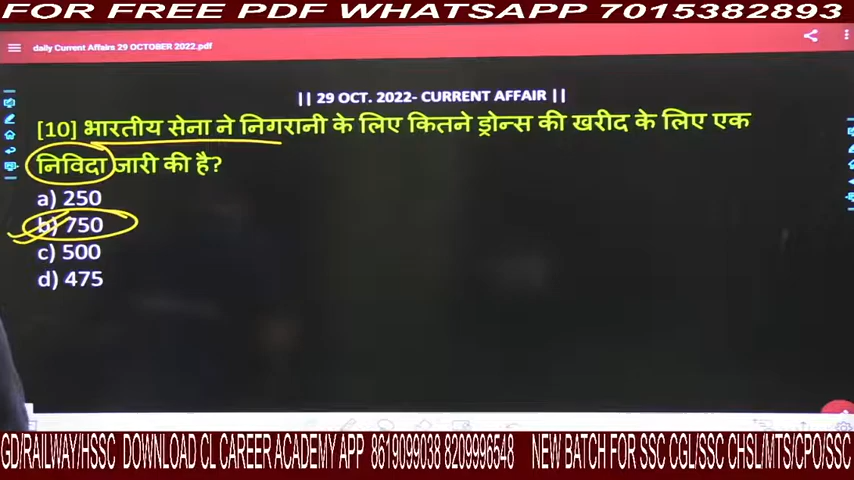 FOR FREE PDF WHATSAPP 7015382893
daily Current Affairs 29 OCTOBER 2022.pdf
|| 29 OCT. 2022- CURRENT AFFAIR ||
[10] भारतीय सेना ने निगरानी के लिए कितने ड्रोन्स की खरीद के लिए एक
निविदा जारी की है?
a) 250
b) 750
c) 500
d) 475
GD/RAILWAY/HSSC DOWNLOAD CL CAREER ACADEMY APP 8619099038 8209996548 NEW BATCH FOR SSC CGL/SSC CHSL/MTS/CPO/SSC